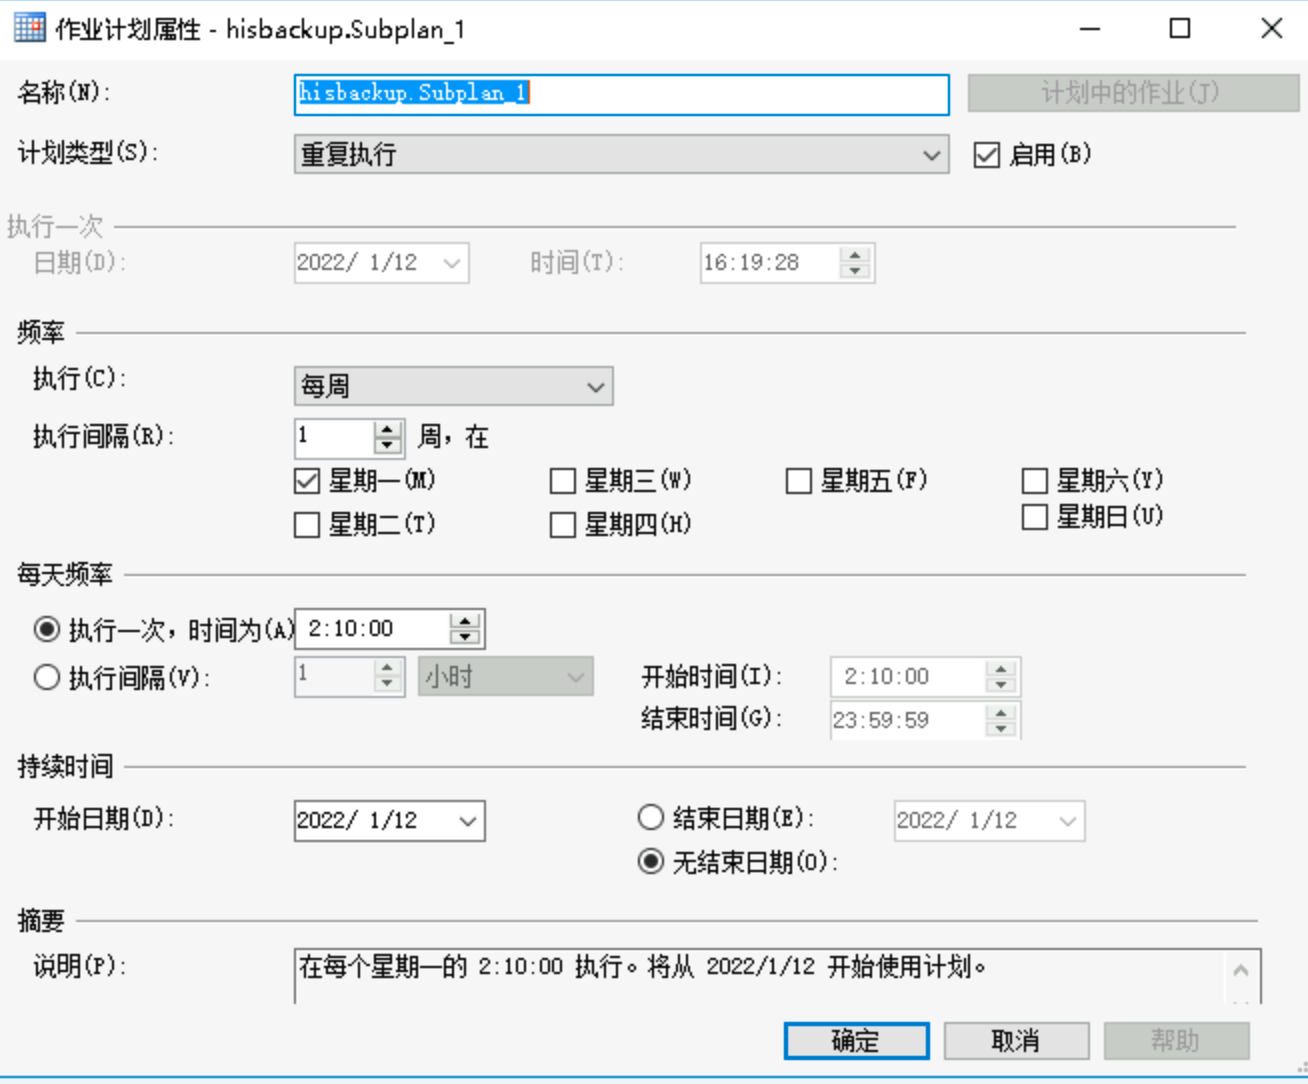 作业计划属性 - hisbackup.Subplan_1
名称(N): hisbackup.Subplan_1 计划中的作业(J)
计划类型(S): 重复执行 启用(B)
执行一次
日期(D): 2022/ 1/12 时间(T): 16:19:28
频率
执行(C): 每周
执行间隔(R): 1 周，在
星期一(M) 星期三(W) 星期五(F) 星期六(Y)
星期二(T) 星期四(H) 星期日(U)
每天频率
执行一次，时间为(A) 2:10:00
执行间隔(V): 1 小时 开始时间(I): 2:10:00
结束时间(G): 23:59:59
持续时间
开始日期(D): 2022/ 1/12 结束日期(E): 2022/ 1/12
无结束日期(O):
摘要
说明(P): 在每个星期一的 2:10:00 执行。将从 2022/1/12 开始使用计划。
确定 取消 帮助